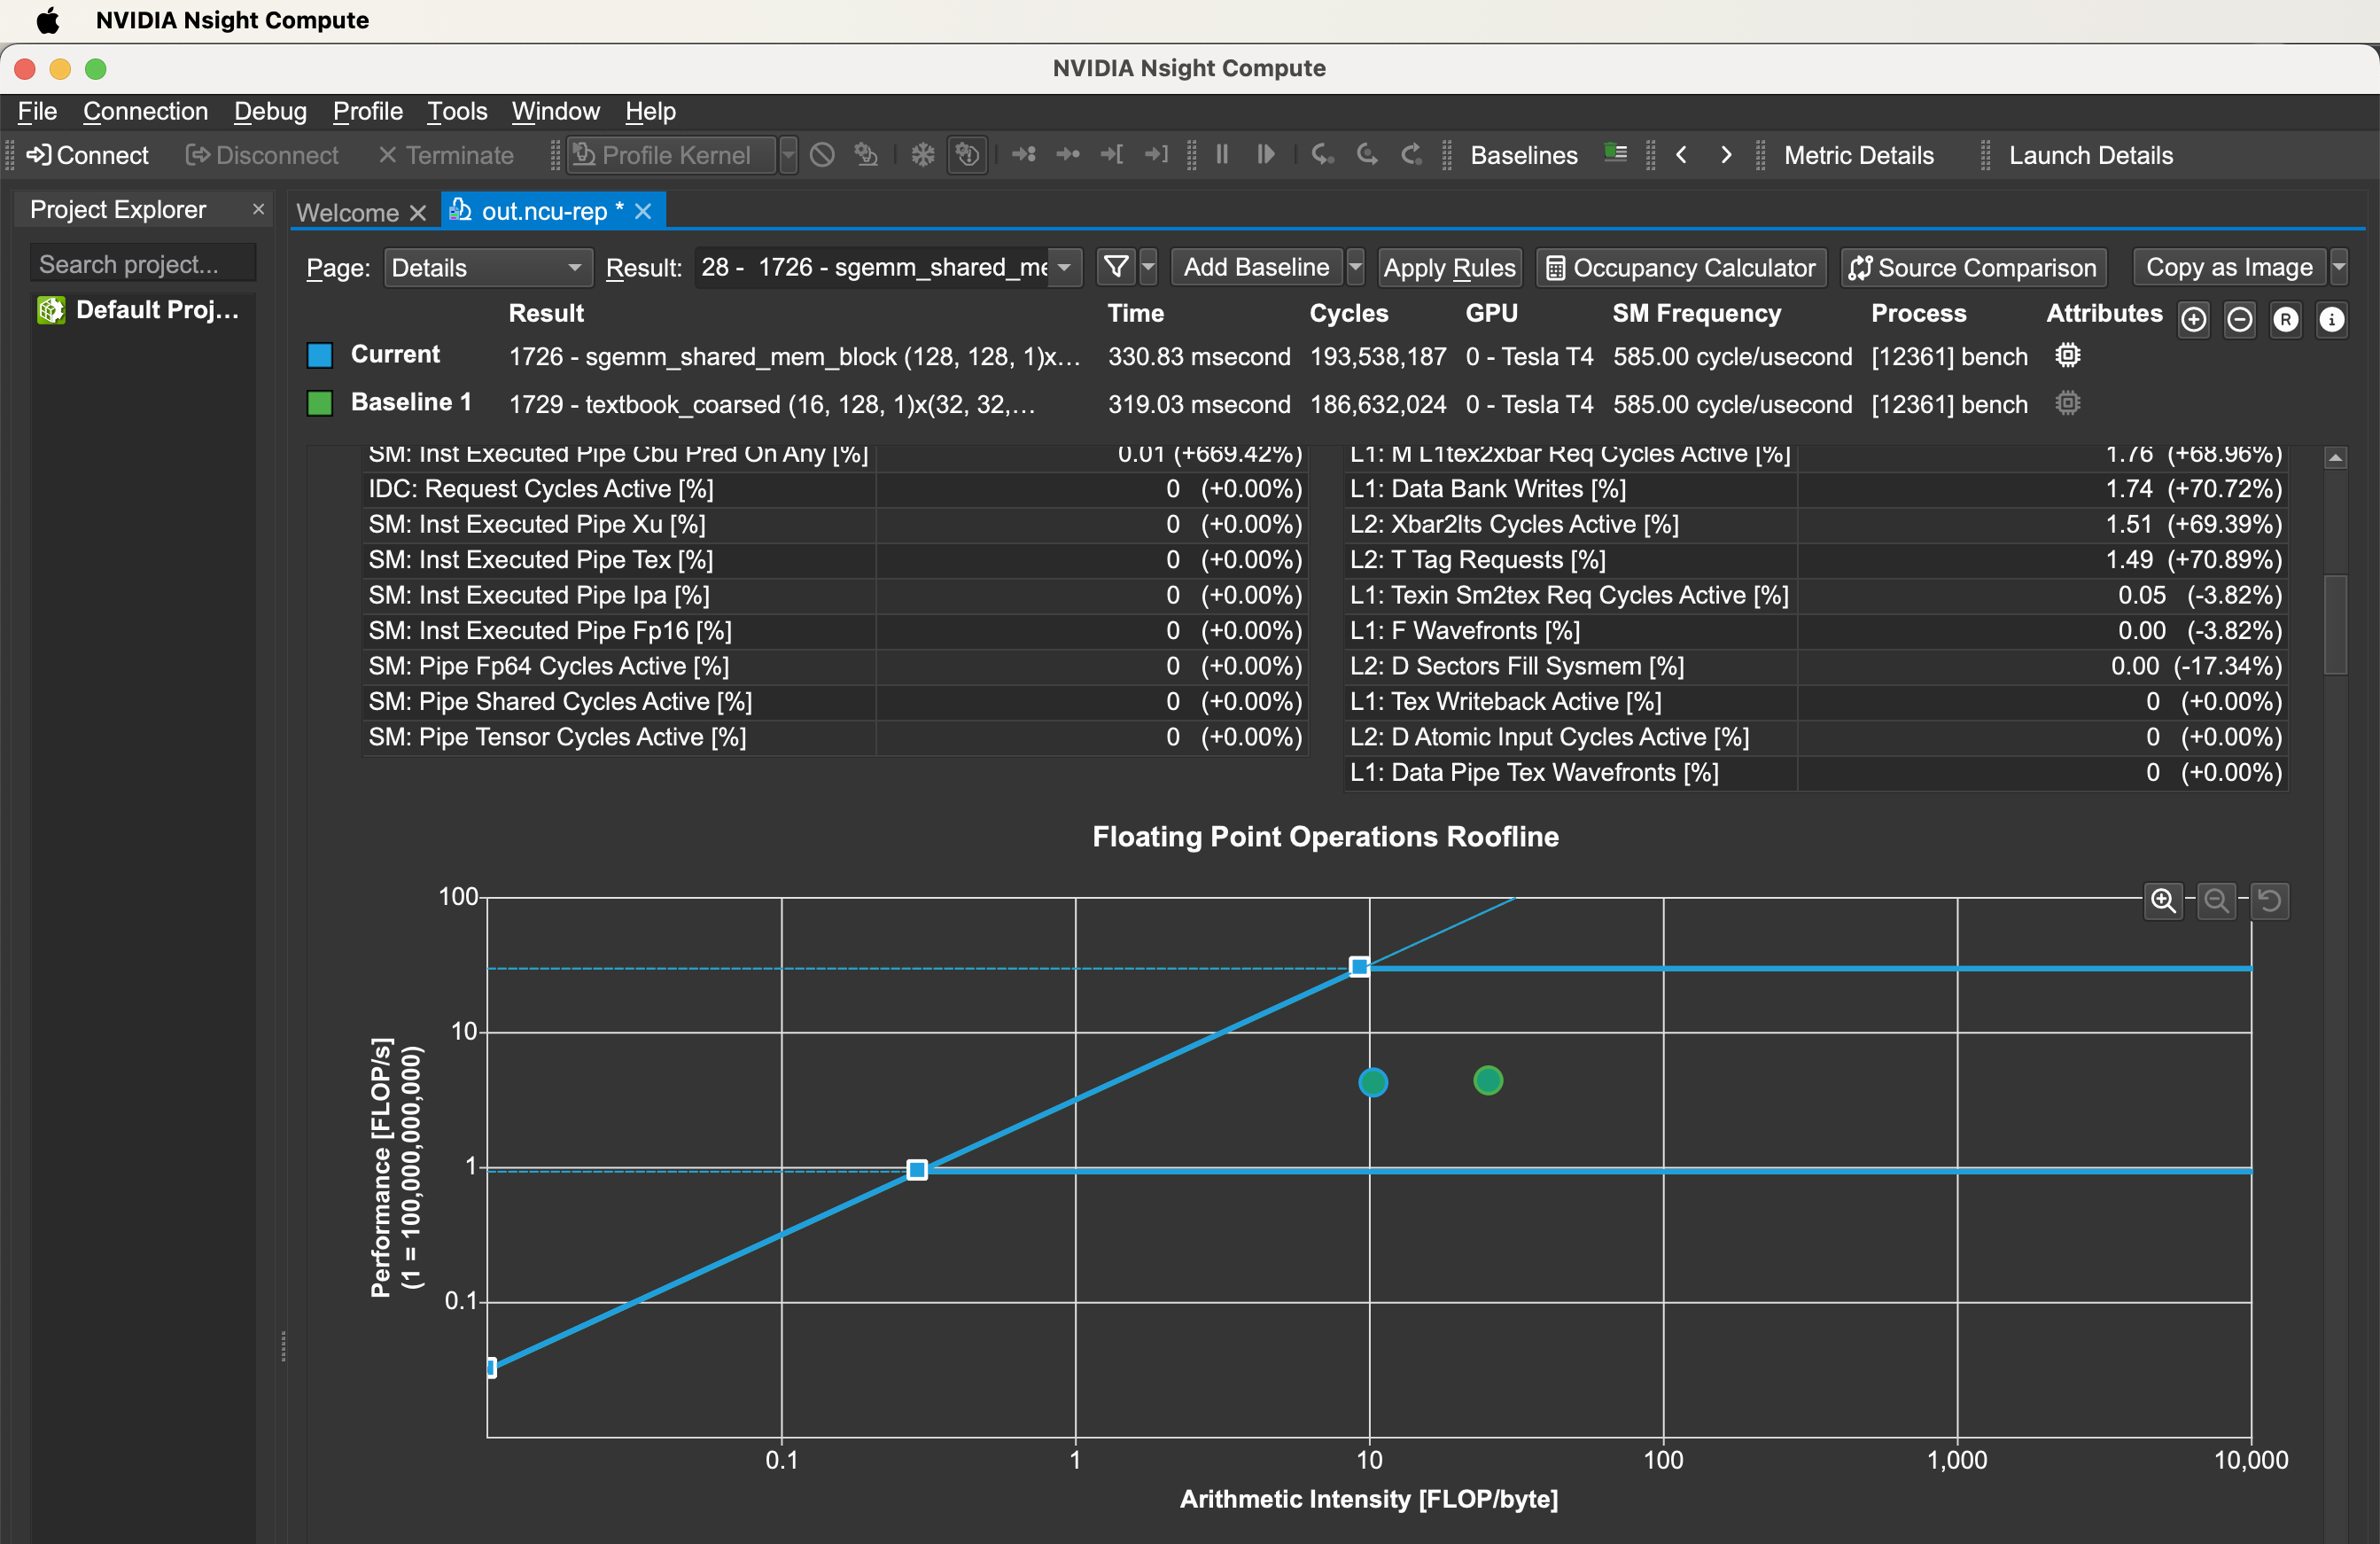 NVIDIA Nsight Compute
NVIDIA Nsight Compute
File Connection Debug Profile Tools Window Help
Connect Disconnect Terminate Profile Kernel Baselines Metric Details Launch Details
Project Explorer
Welcome out.ncu-rep *
Search project...
Page: Details Result: 28 - 1726 - sgemm_shared_me Add Baseline Apply Rules Occupancy Calculator Source Comparison Copy as Image
Default Proj...
Result Time Cycles GPU SM Frequency Process Attributes
Current 1726 - sgemm_shared_mem_block (128, 128, 1)x... 330.83 msecond 193,538,187 0 - Tesla T4 585.00 cycle/usecond [12361] bench
Baseline 1 1729 - textbook_coarsed (16, 128, 1)x(32, 32,... 319.03 msecond 186,632,024 0 - Tesla T4 585.00 cycle/usecond [12361] bench
SM: Inst Executed Pipe Cbu Pred On Any [%] 0.01 (+669.42%)
IDC: Request Cycles Active [%] 0 (+0.00%)
SM: Inst Executed Pipe Xu [%] 0 (+0.00%)
SM: Inst Executed Pipe Tex [%] 0 (+0.00%)
SM: Inst Executed Pipe Ipa [%] 0 (+0.00%)
SM: Inst Executed Pipe Fp16 [%] 0 (+0.00%)
SM: Pipe Fp64 Cycles Active [%] 0 (+0.00%)
SM: Pipe Shared Cycles Active [%] 0 (+0.00%)
SM: Pipe Tensor Cycles Active [%] 0 (+0.00%)
L1: M L1tex2xbar Req Cycles Active [%] 1.76 (+68.96%)
L1: Data Bank Writes [%] 1.74 (+70.72%)
L2: Xbar2lts Cycles Active [%] 1.51 (+69.39%)
L2: T Tag Requests [%] 1.49 (+70.89%)
L1: Texin Sm2tex Req Cycles Active [%] 0.05 (-3.82%)
L1: F Wavefronts [%] 0.00 (-3.82%)
L2: D Sectors Fill Sysmem [%] 0.00 (-17.34%)
L1: Tex Writeback Active [%] 0 (+0.00%)
L2: D Atomic Input Cycles Active [%] 0 (+0.00%)
L1: Data Pipe Tex Wavefronts [%] 0 (+0.00%)
Floating Point Operations Roofline
100
10
1
0.1
Performance [FLOP/s]
(1 = 100,000,000,000)
0.1 1 10 100 1,000 10,000
Arithmetic Intensity [FLOP/byte]